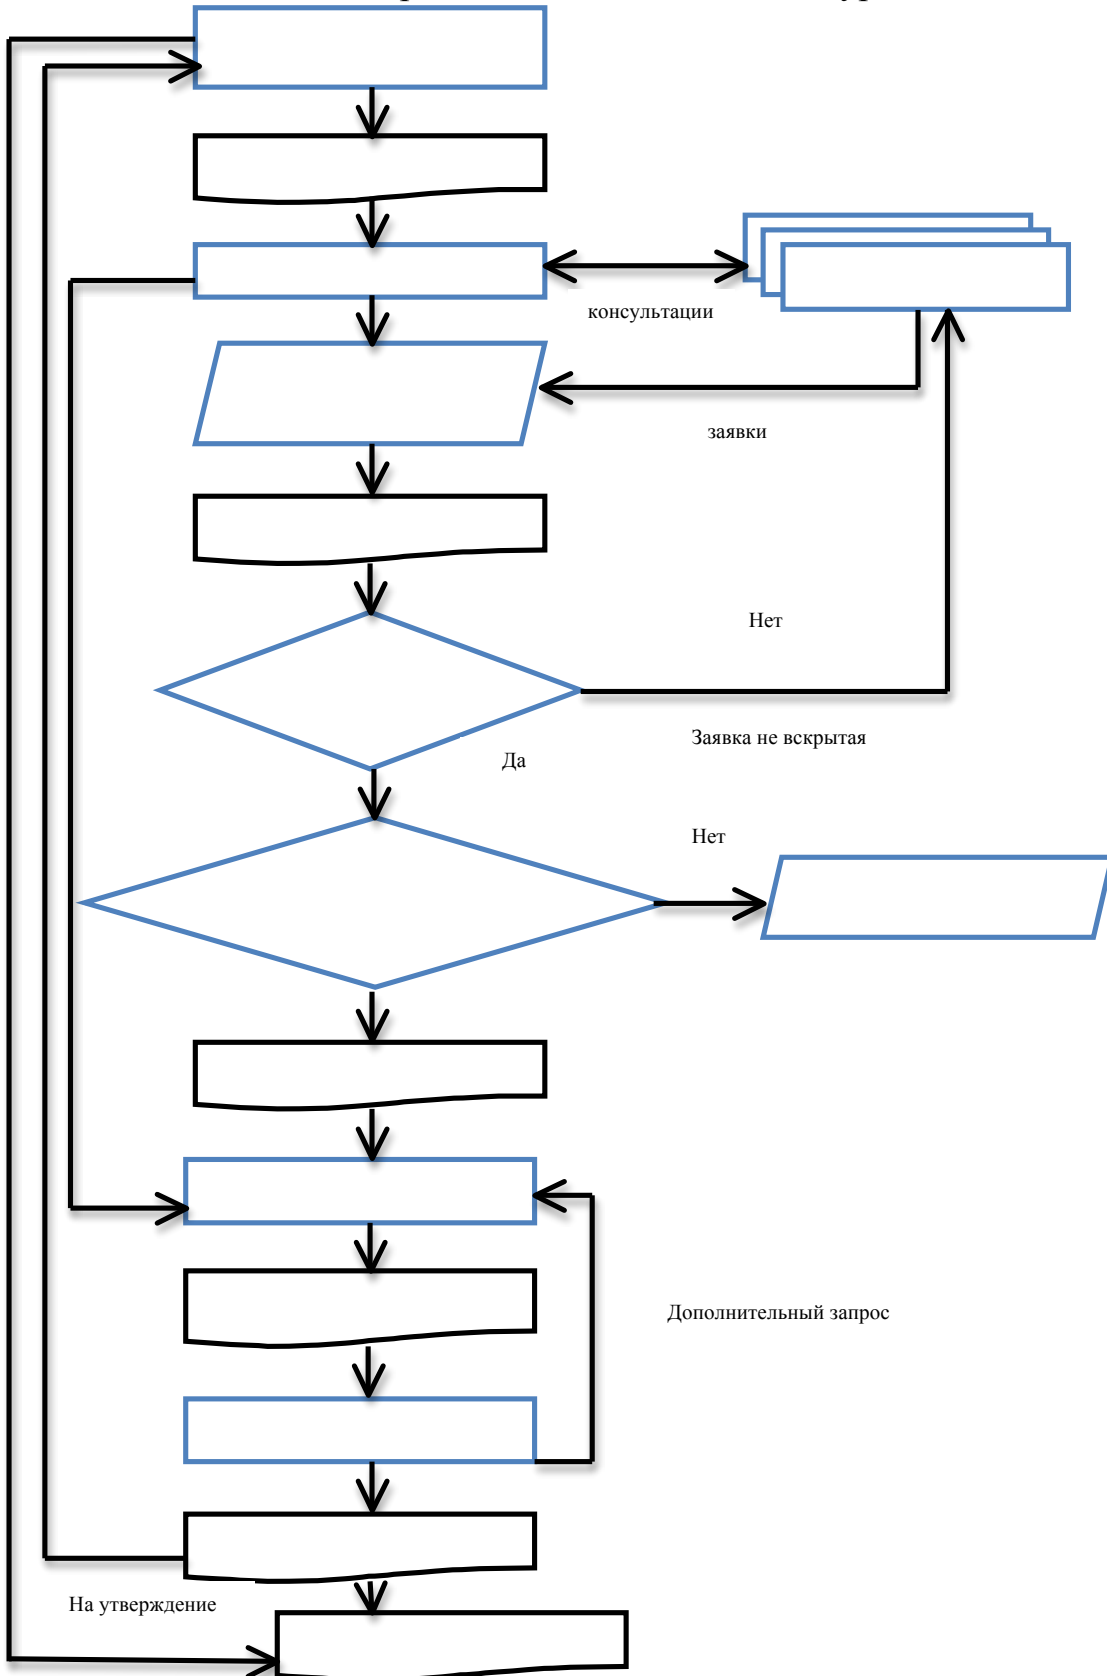 консультации
заявки
Нет
Заявка не вскрытая
Да
Нет
Дополнительный запрос
На утверждение